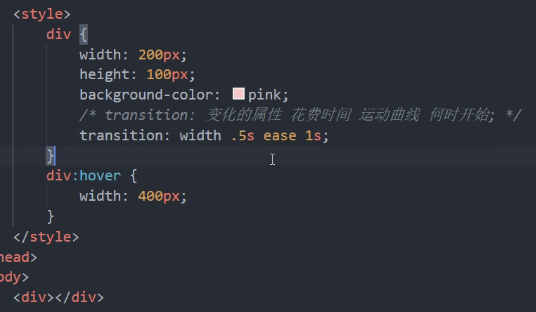 <style>
div {
width: 200px;
height: 100px;
background-color: pink;
/* transition: 变化的属性 花费时间 运动曲线 何时开始; */
transition: width .5s ease 1s;
}
div:hover {
width: 400px;
}
</style>
head>
ody>
<div></div>